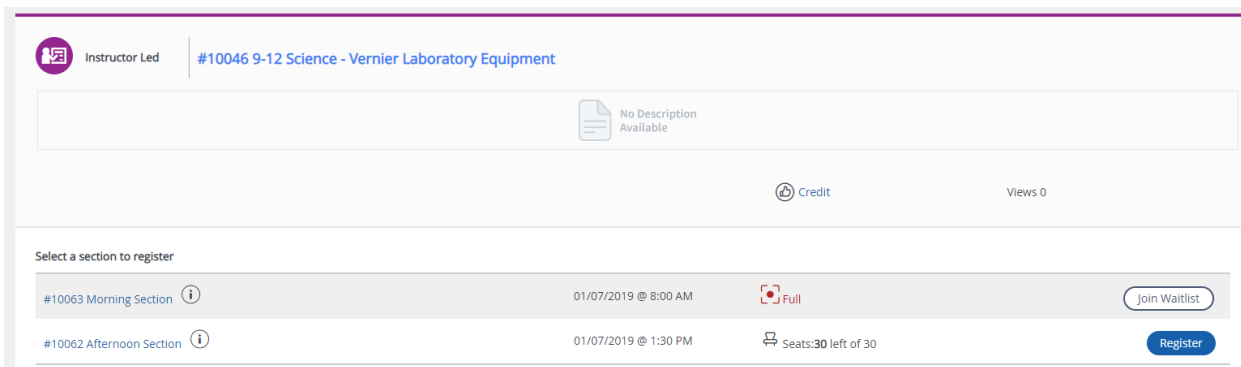 Instructor Led
#10046 9-12 Science - Vernier Laboratory Equipment
No Description
Available
Credit
Views 0
Select a section to register
#10063 Morning Section 01/07/2019 @ 8:00 AM Full Join Waitlist
#10062 Afternoon Section 01/07/2019 @ 1:30 PM Seats:30 left of 30 Register